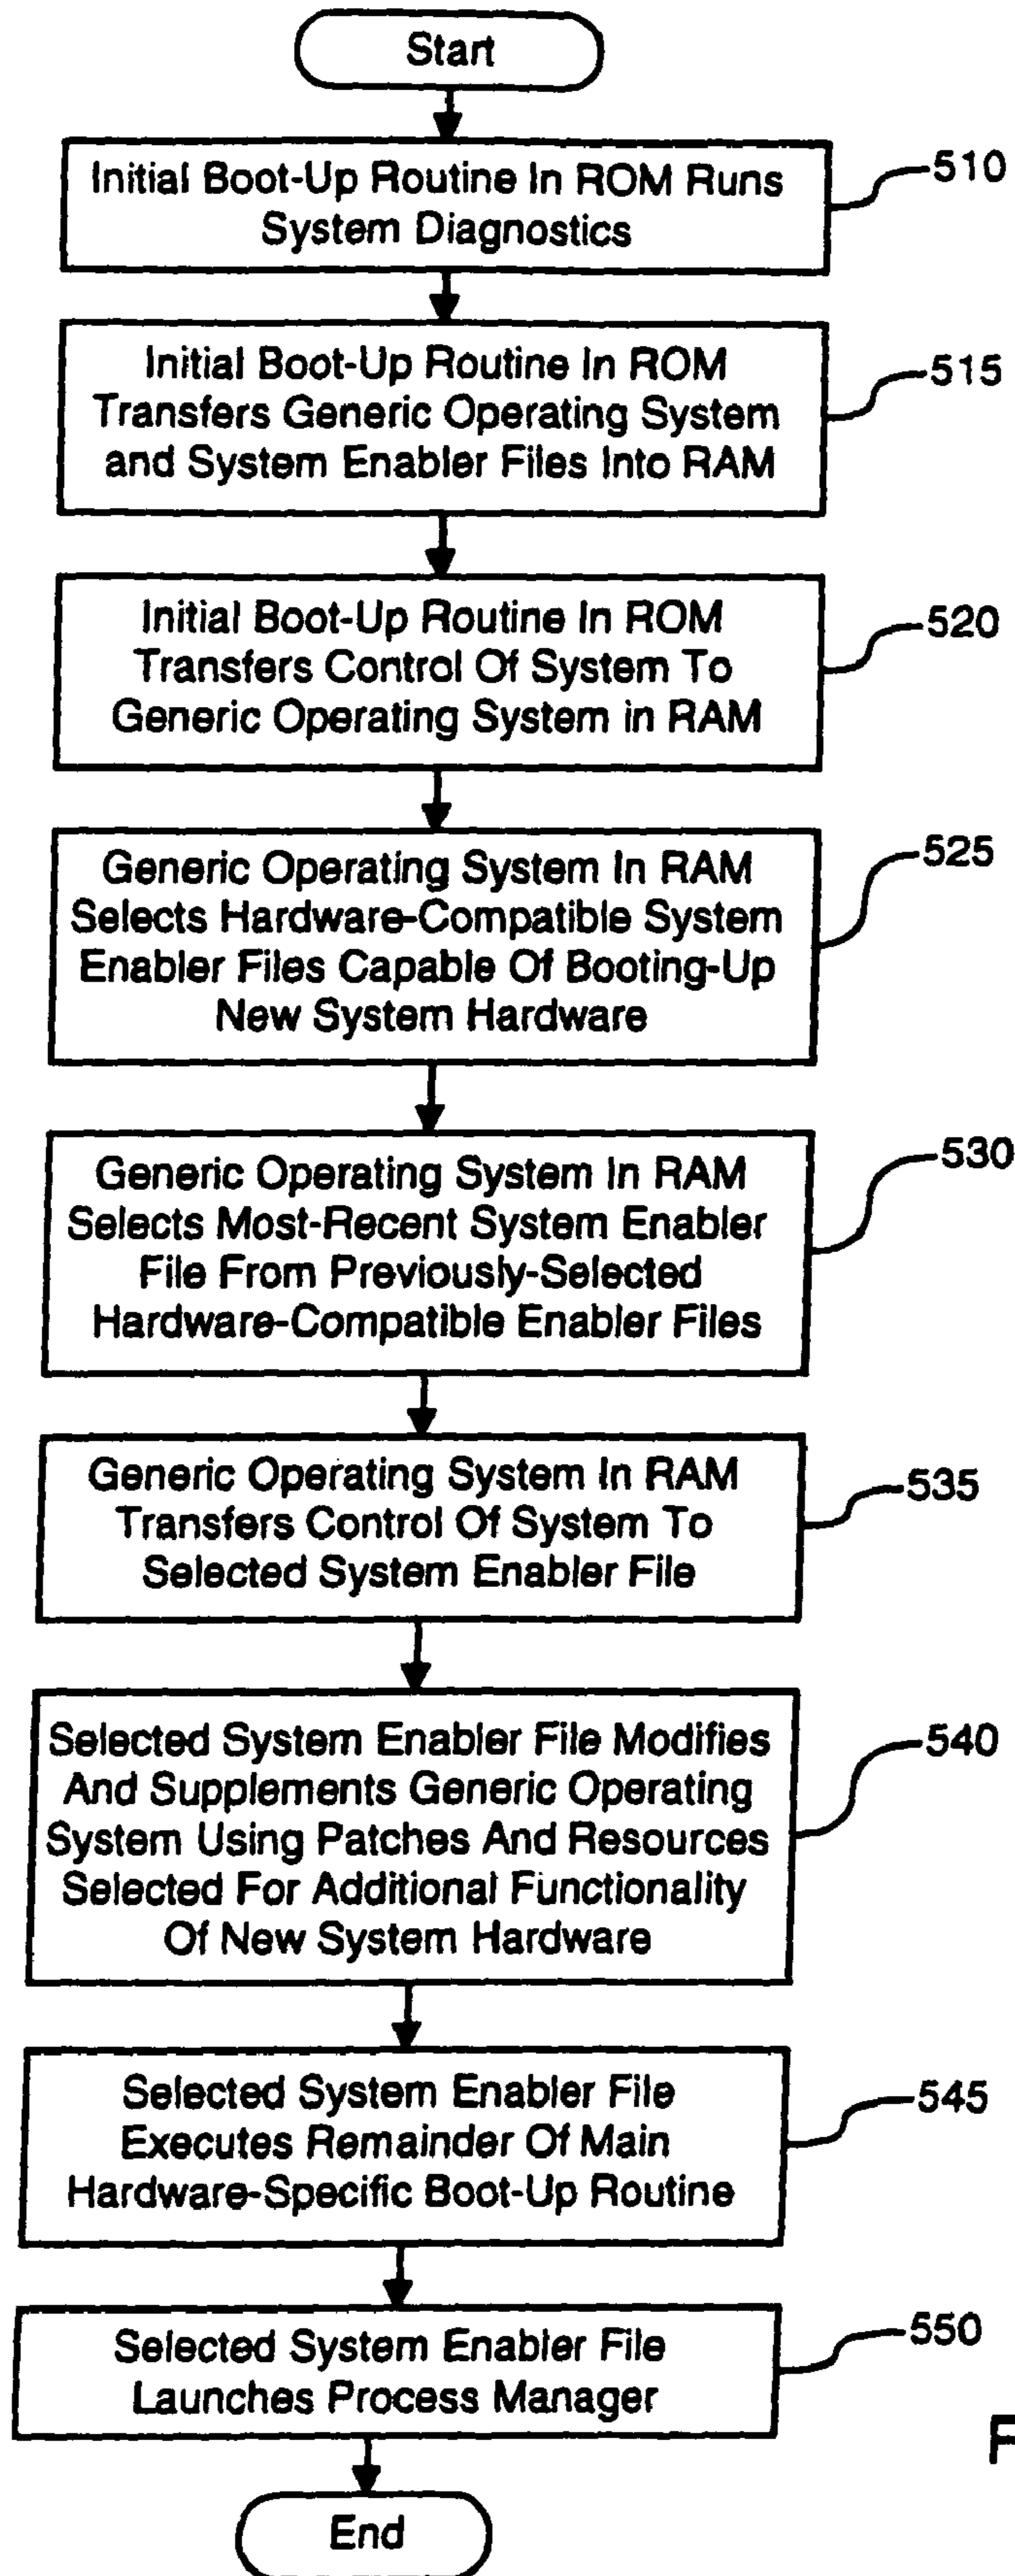 Start
Initial Boot-Up Routine In ROM Runs
System Diagnostics
510
Initial Boot-Up Routine In ROM
Transfers Generic Operating System
and System Enabler Files Into RAM
515
Initial Boot-Up Routine In ROM
Transfers Control Of System To
Generic Operating System in RAM
520
Generic Operating System In RAM
Selects Hardware-Compatible System
Enabler Files Capable Of Booting-Up
New System Hardware
525
Generic Operating System In RAM
Selects Most-Recent System Enabler
File From Previously-Selected
Hardware-Compatible Enabler Files
530
Generic Operating System In RAM
Transfers Control Of System To
Selected System Enabler File
535
Selected System Enabler File Modifies
And Supplements Generic Operating
System Using Patches And Resources
Selected For Additional Functionality
Of New System Hardware
540
Selected System Enabler File
Executes Remainder Of Main
Hardware-Specific Boot-Up Routine
545
Selected System Enabler File
Launches Process Manager
550
End